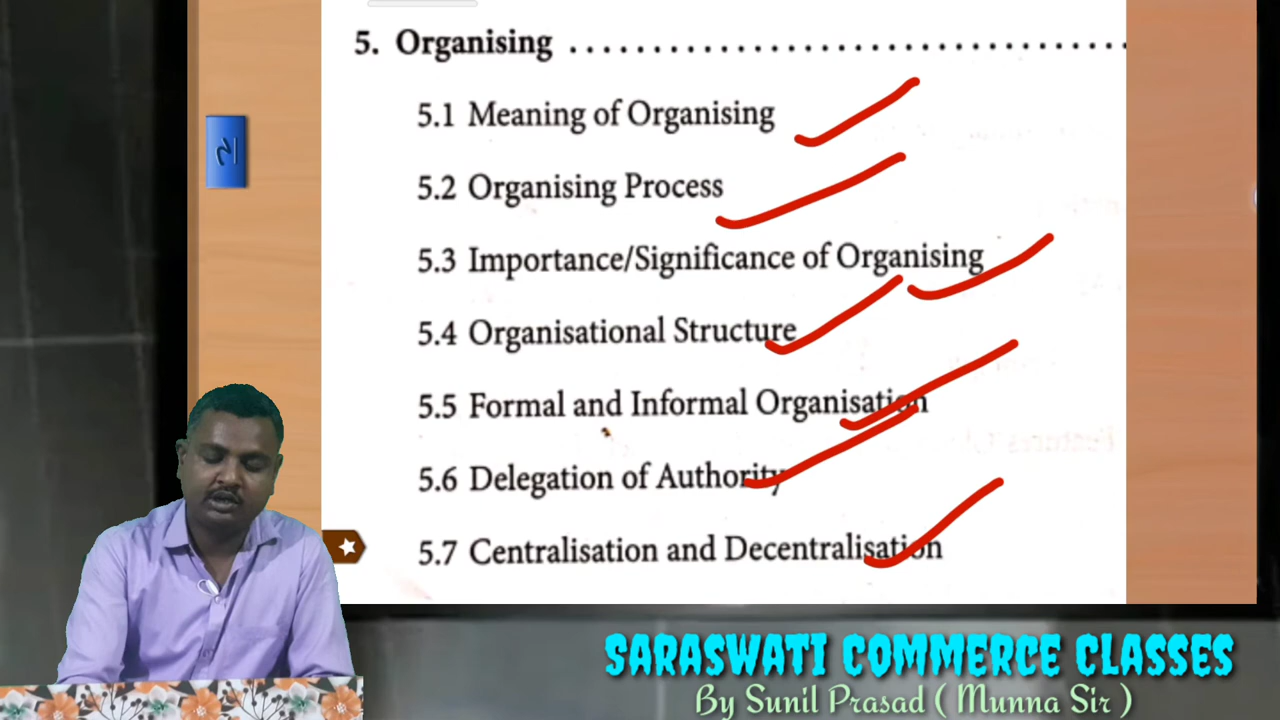 5. Organising ..................................
5.1 Meaning of Organising
5.2 Organising Process
5.3 Importance/Significance of Organising
5.4 Organisational Structure
5.5 Formal and Informal Organisation
5.6 Delegation of Authority
5.7 Centralisation and Decentralisation
SARASWATI COMMERCE CLASSES
By Sunil Prasad ( Munna Sir )